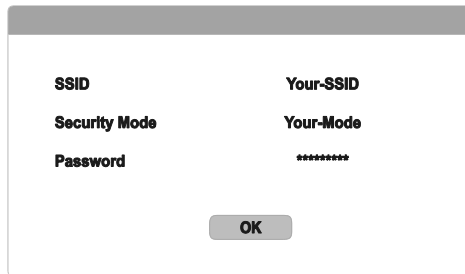 SSID Your-SSID
Security Mode Your-Mode
Password *********
OK